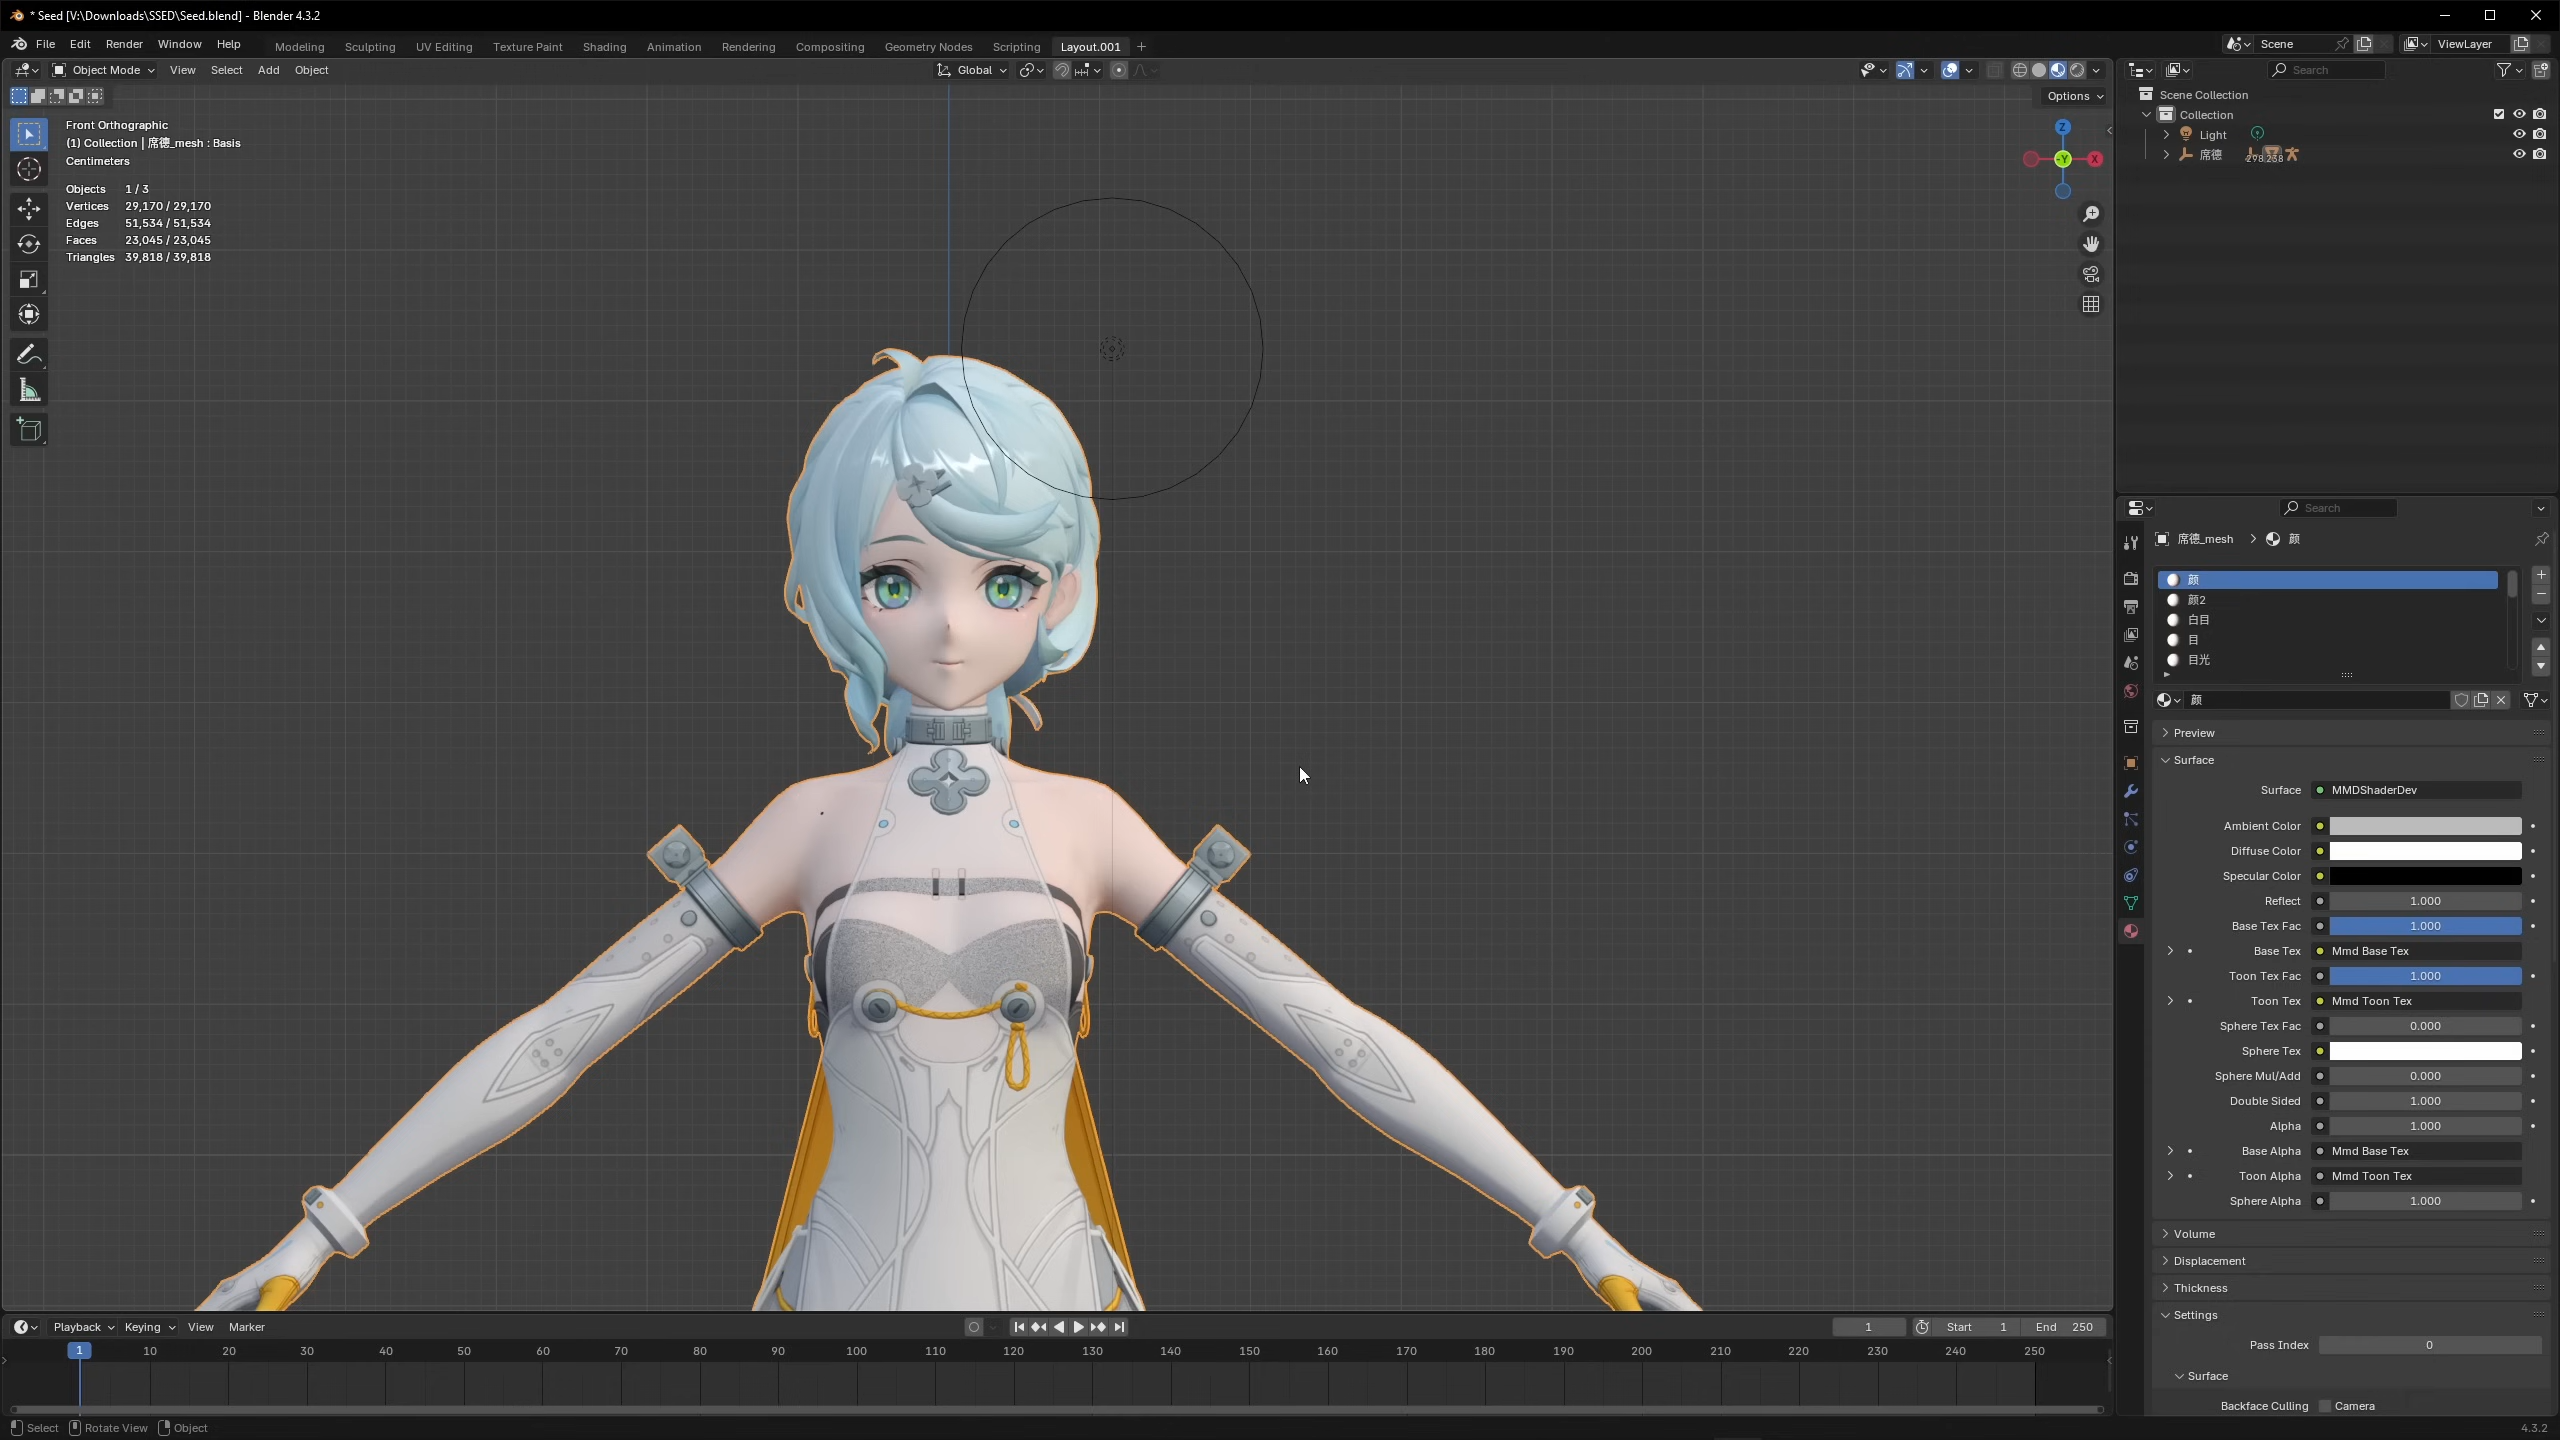 * Seed [V:\Downloads\SSED\Seed.blend] - Blender 4.3.2
File Edit Render Window Help Modeling Sculpting UV Editing Texture Paint Shading Animation Rendering Compositing Geometry Nodes Scripting Layout.001 + Scene ViewLayer
Object Mode View Select Add Object Global Search
Options
Front Orthographic
(1) Collection | 席德_mesh : Basis
Centimeters
Objects 1 / 3
Vertices 29,170 / 29,170
Edges 51,534 / 51,534
Faces 23,045 / 23,045
Triangles 39,818 / 39,818
Z
-Y
X
Scene Collection
Collection
Light
席德 298 238
Search
席德_mesh > 颜
颜
颜2
白目
目
目光
颜
Preview
Surface
Surface MMDShaderDev
Ambient Color
Diffuse Color
Specular Color
Reflect 1.000
Base Tex Fac 1.000
Base Tex Mmd Base Tex
Toon Tex Fac 1.000
Toon Tex Mmd Toon Tex
Sphere Tex Fac 0.000
Sphere Tex
Sphere Mul/Add 0.000
Double Sided 1.000
Alpha 1.000
Base Alpha Mmd Base Tex
Toon Alpha Mmd Toon Tex
Sphere Alpha 1.000
Volume
Displacement
Thickness
Settings
Pass Index 0
Surface
Backface Culling Camera
Playback Keying View Marker 1 Start 1 End 250
1 10 20 30 40 50 60 70 80 90 100 110 120 130 140 150 160 170 180 190 200 210 220 230 240 250
Select Rotate View Object 4.3.2